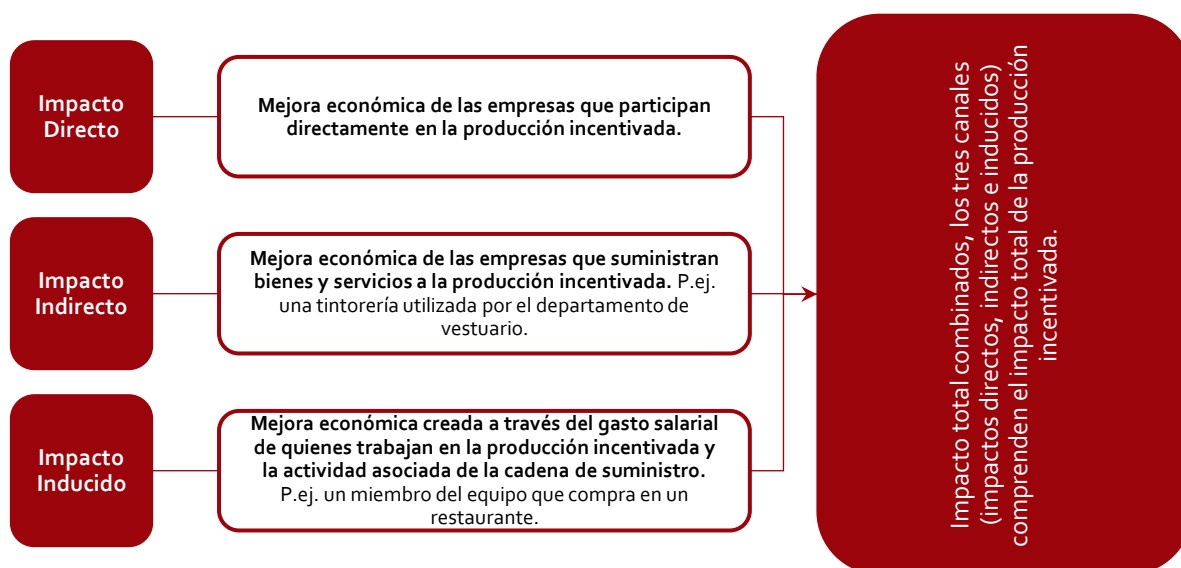 Impacto
Directo
Mejora económica de las empresas que participan
directamente en la producción incentivada.
Impacto
Indirecto
Mejora económica de las empresas que suministran
bienes y servicios a la producción incentivada. P.ej.
una tintorería utilizada por el departamento de
vestuario.
Impacto
Inducido
Mejora económica creada a través del gasto salarial
de quienes trabajan en la producción incentivada y
la actividad asociada de la cadena de suministro.
P.ej. un miembro del equipo que compra en un
restaurante.
Impacto total combinados, los tres canales
(impactos directos, indirectos e inducidos)
comprenden el impacto total de la producción
incentivada.